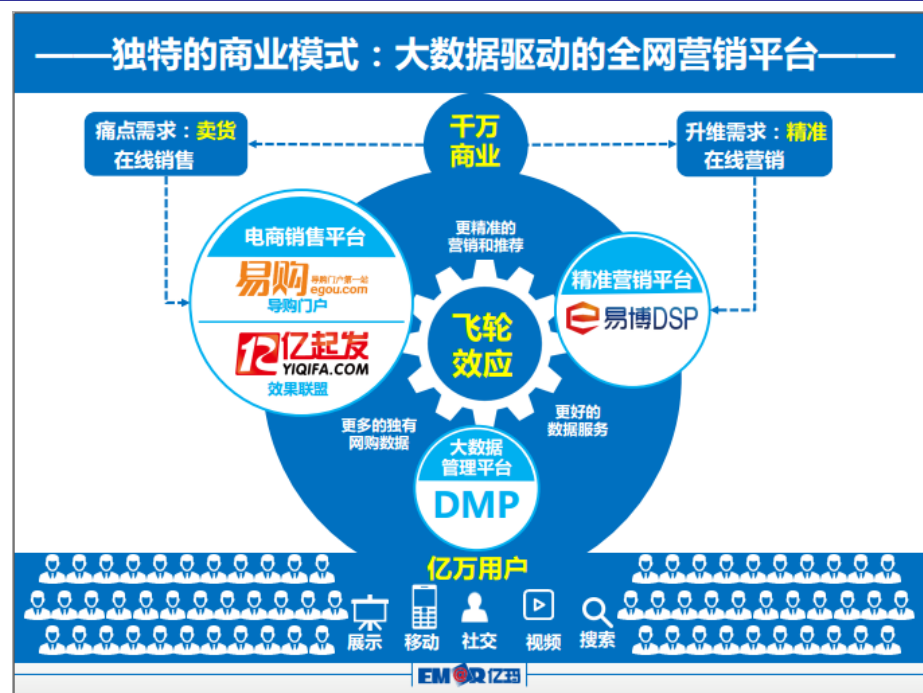 独特的商业模式：大数据驱动的全网营销平台
千万
商业
痛点需求：卖货
在线销售
升维需求：精准
在线营销
电商销售平台
易购
导购门户第一站
egou.com
导购门户
亿起发
YIQIFA.COM
效果联盟
更精准的
营销和推荐
飞轮
效应
精准营销平台
易博DSP
更多的独有
网购数据
更好的
数据服务
大数据
管理平台
DMP
亿万用户
展示
移动
社交
视频
搜索
EMAR亿玛